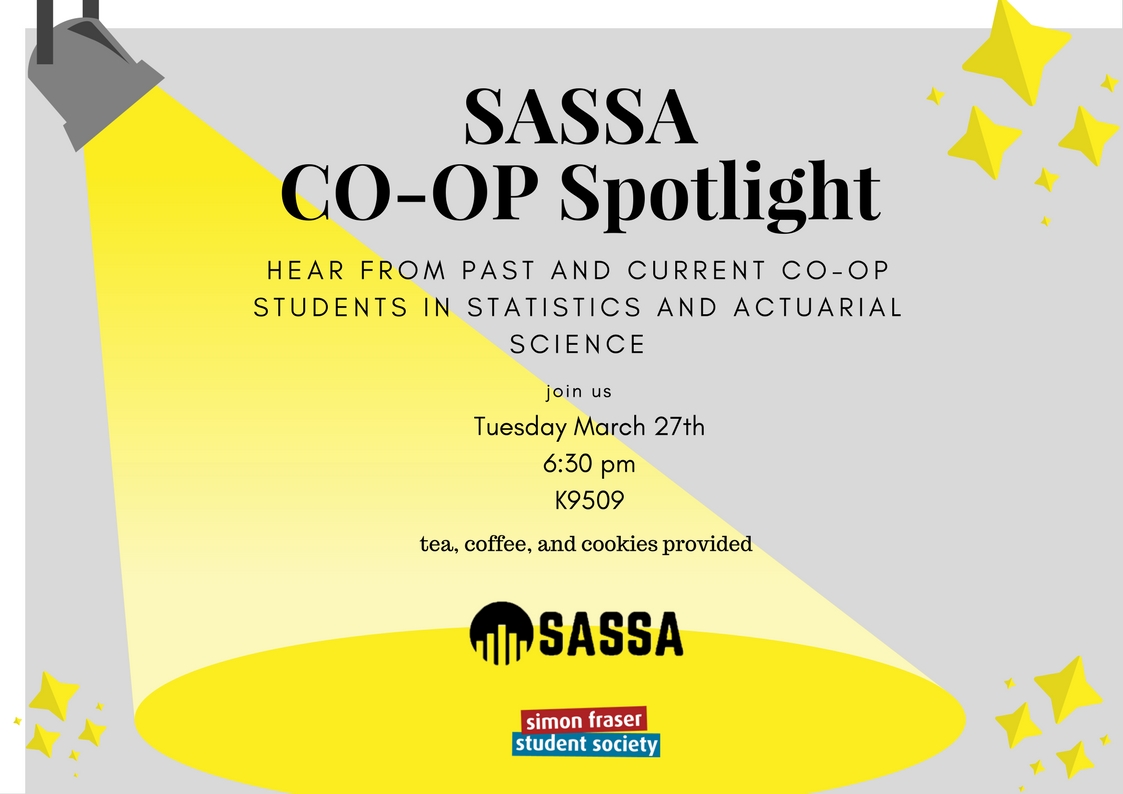 SASSA
CO-OP Spotlight
HEAR FROM PAST AND CURRENT CO-OP
STUDENTS IN STATISTICS AND ACTUARIAL
SCIENCE
join us
Tuesday March 27th
6:30 pm
K9509
tea, coffee, and cookies provided
SASSA
simon fraser
student society